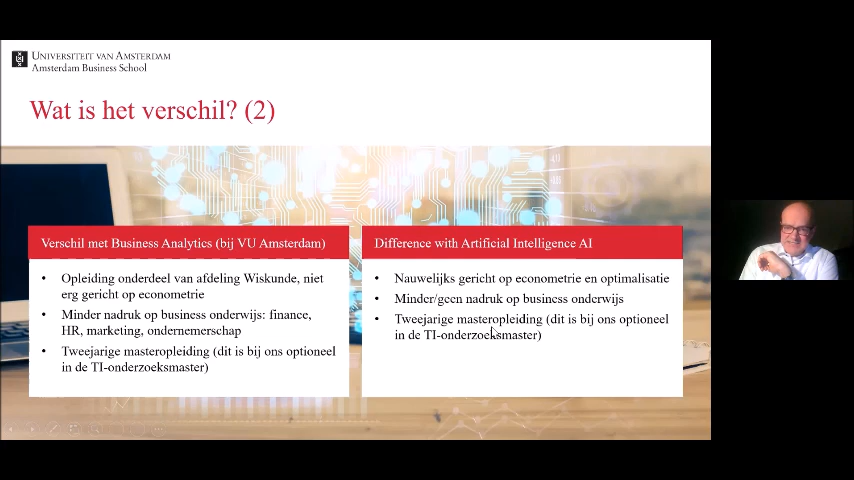 UNIVERSITEIT VAN AMSTERDAM
Amsterdam Business School
Wat is het verschil? (2)
Verschil met Business Analytics (bij VU Amsterdam)
• Opleiding onderdeel van afdeling Wiskunde, niet
erg gericht op econometrie
• Minder nadruk op business onderwijs: finance,
HR, marketing, ondernemerschap
• Tweejarige masteropleiding (dit is bij ons optioneel
in de TI-onderzoeksmaster)
Difference with Artificial Intelligence AI
• Nauwelijks gericht op econometrie en optimalisatie
• Minder/geen nadruk op business onderwijs
• Tweejarige masteropleiding (dit is bij ons optioneel
in de TI-onderzoeksmaster)